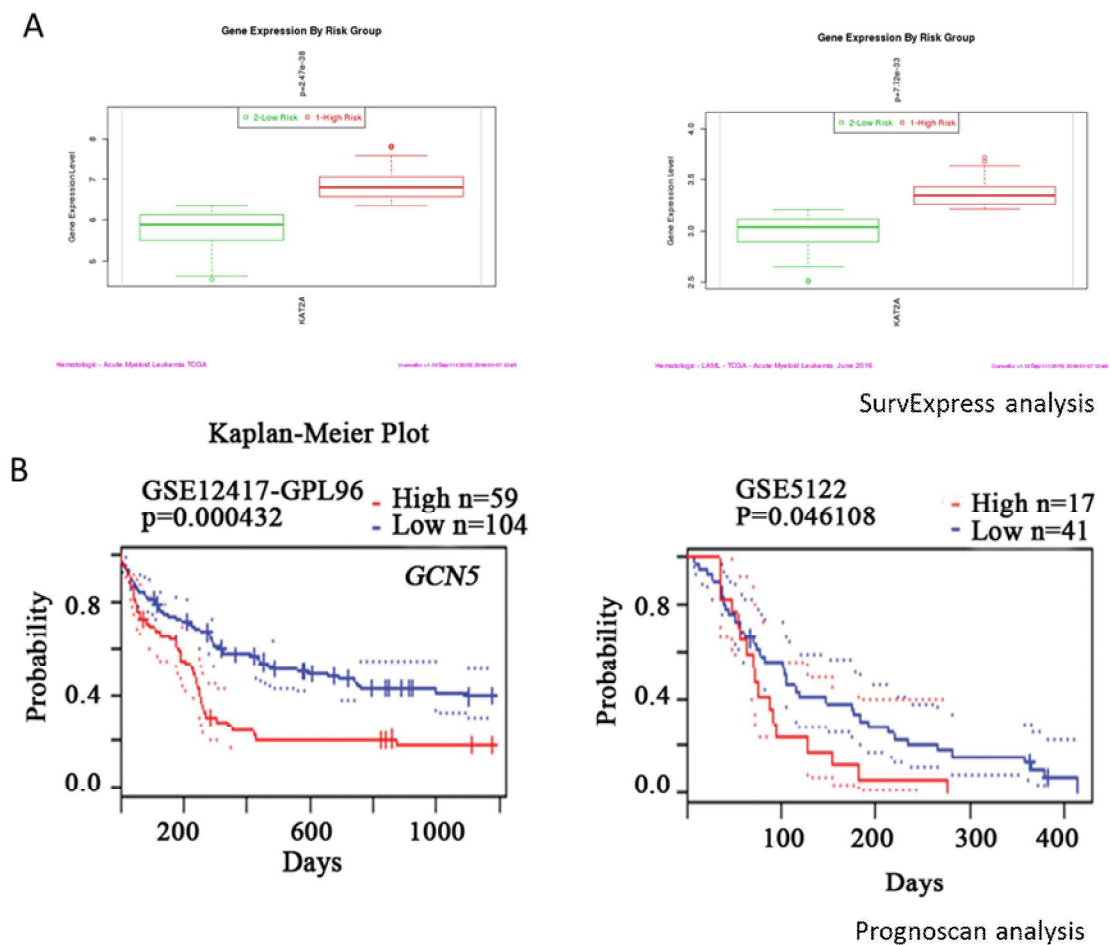 A
Gene Expression By Risk Group
p=2.47e-38
2-Low Risk 1-High Risk
Gene Expression Level
8
7
6
5
KAT2A
Hematologic - Acute Myeloid Leukemia TCGA
Gene Expression By Risk Group
p=7.12e-33
2-Low Risk 1-High Risk
Gene Expression Level
4.0
3.5
3.0
2.5
KAT2A
Hematologic - LAML - TCGA - Acute Myeloid Leukemia June 2016
SurvExpress analysis
B
Kaplan-Meier Plot
GSE12417-GPL96
p=0.000432
High n=59
Low n=104
GCN5
Probability
0.8
0.4
0.0
200 600 1000
Days
GSE5122
P=0.046108
High n=17
Low n=41
Probability
0.8
0.4
0.0
100 200 300 400
Days
Prognoscan analysis